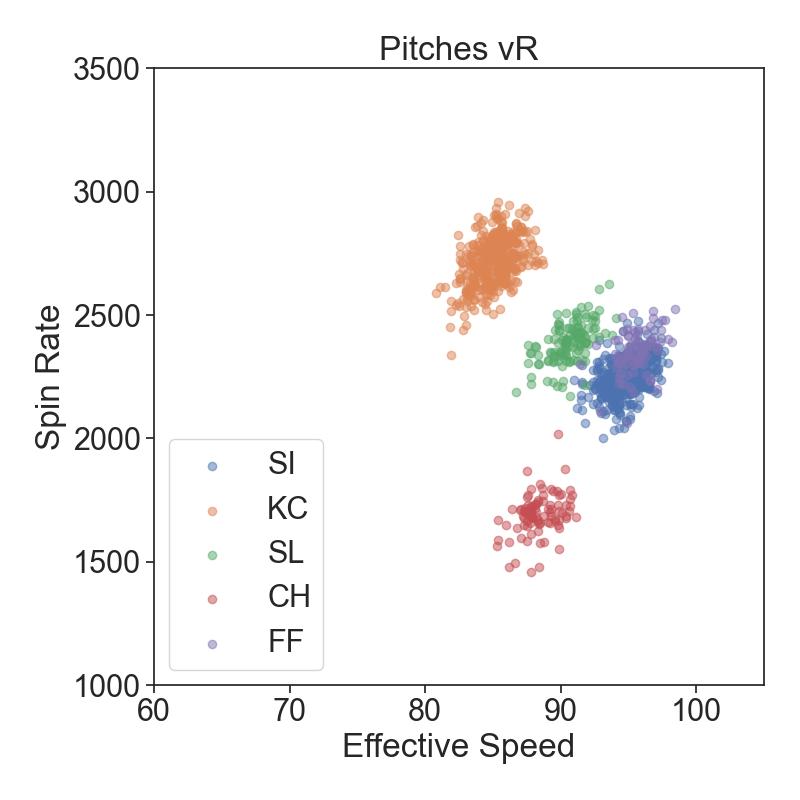 Pitches vR
3500
3000
2500
2000
1500
1000
Spin Rate
SI
KC
SL
CH
FF
60 70 80 90 100
Effective Speed